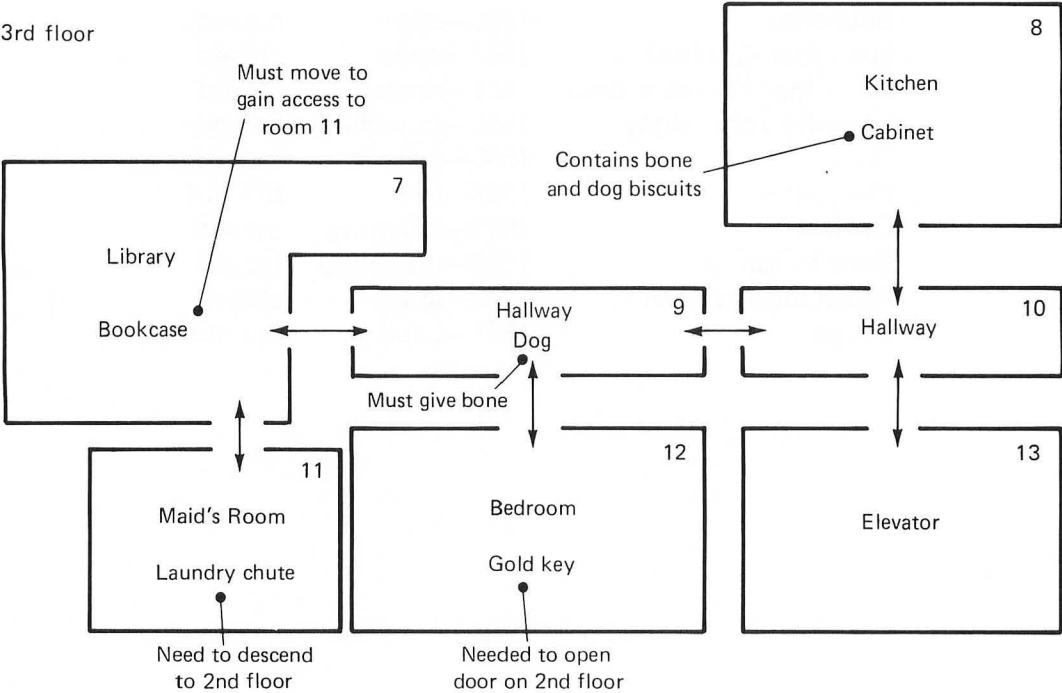 3rd floor
Must move to
gain access to
room 11
7
Library
Bookcase
8
Kitchen
Cabinet
Contains bone
and dog biscuits
Hallway
9
Dog
Must give bone
10
Hallway
11
Maid's Room
Laundry chute
Need to descend
to 2nd floor
12
Bedroom
Gold key
Needed to open
door on 2nd floor
13
Elevator